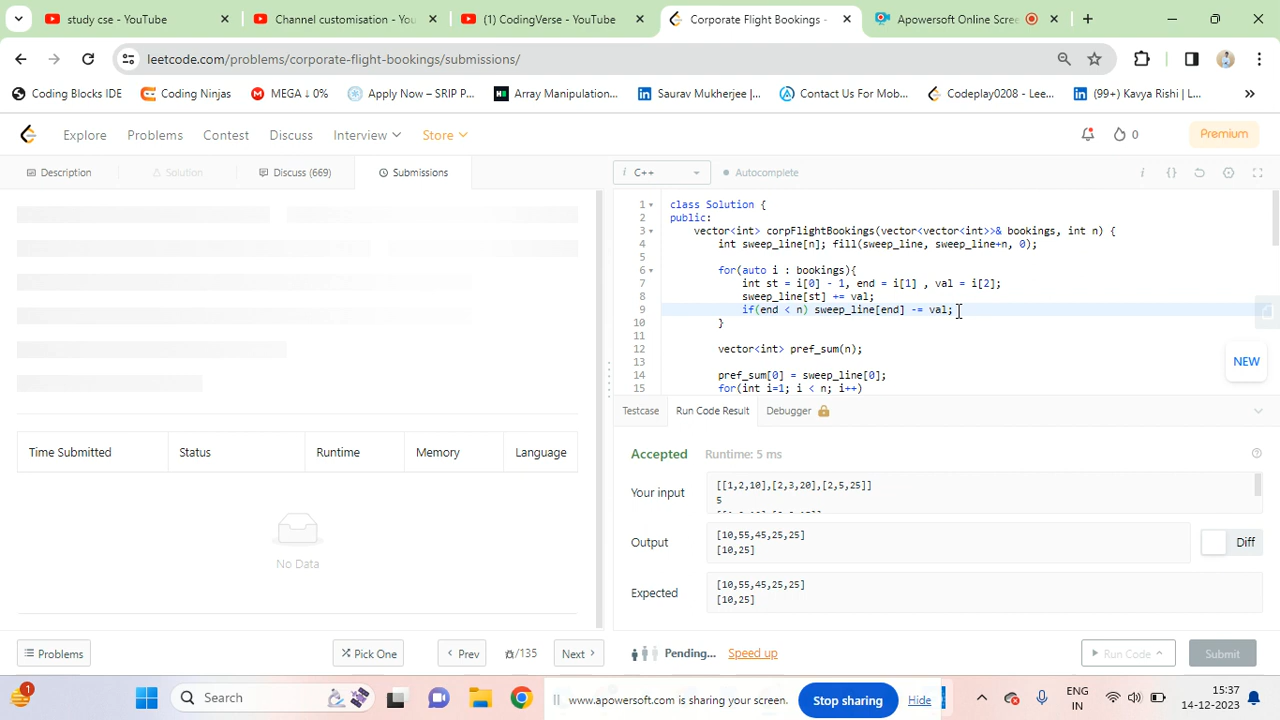 study cse - YouTube
Channel customisation - You
(1) CodingVerse - YouTube
Corporate Flight Bookings -
Apowersoft Online Scre
leetcode.com/problems/corporate-flight-bookings/submissions/
Coding Blocks IDE
Coding Ninjas
MEGA ↓ 0%
Apply Now – SRIP P...
Array Manipulation...
Saurav Mukherjee |...
Contact Us For Mob...
Codeplay0208 - Lee...
(99+) Kavya Rishi | L...
Explore
Problems
Contest
Discuss
Interview
Store
0
Premium
Description
Solution
Discuss (669)
Submissions
i C++
Autocomplete
1 class Solution {
2 public:
3 vector<int> corpFlightBookings(vector<vector<int>>& bookings, int n) {
4 int sweep_line[n]; fill(sweep_line, sweep_line+n, 0);
5
6 for(auto i : bookings){
7 int st = i[0] - 1, end = i[1] , val = i[2];
8 sweep_line[st] += val;
9 if(end < n) sweep_line[end] -= val;
10 }
11
12 vector<int> pref_sum(n);
13
14 pref_sum[0] = sweep_line[0];
15 for(int i=1; i < n; i++)
NEW
Testcase
Run Code Result
Debugger
Accepted Runtime: 5 ms
Your input
[[1,2,10],[2,3,20],[2,5,25]]
5
Output
[10,55,45,25,25]
[10,25]
Diff
Expected
[10,55,45,25,25]
[10,25]
Time Submitted
Status
Runtime
Memory
Language
No Data
Problems
Pick One
Prev
/135
Next
Pending...
Speed up
Run Code
Submit
1
Search
www.apowersoft.com is sharing your screen.
Stop sharing
Hide
ENG
IN
15:37
14-12-2023